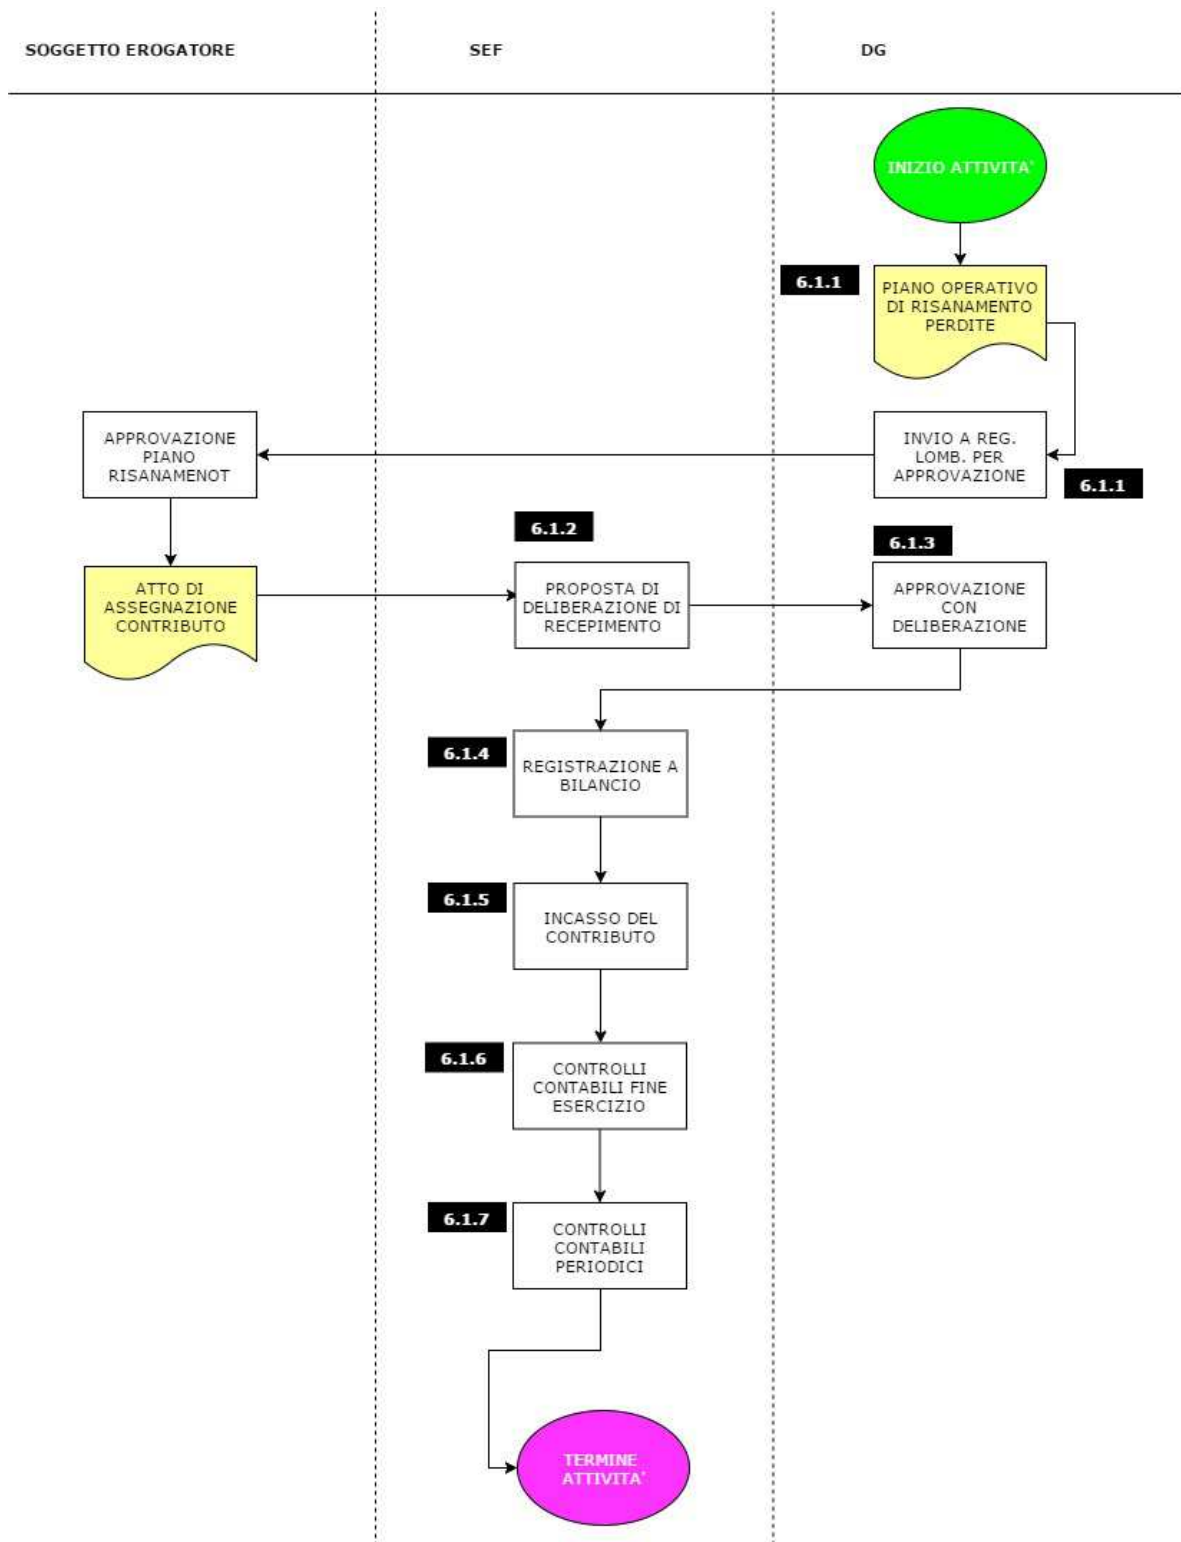 SOGGETTO EROGATORE
SEF
DG
INIZIO ATTIVITA'
6.1.1
PIANO OPERATIVO
DI RISANAMENTO
PERDITE
APPROVAZIONE
PIANO
RISANAMENOT
INVIO A REG.
LOMB. PER
APPROVAZIONE
6.1.1
6.1.2
6.1.3
ATTO DI
ASSEGNAZIONE
CONTRIBUTO
PROPOSTA DI
DELIBERAZIONE DI
RECEPIMENTO
APPROVAZIONE
CON
DELIBERAZIONE
6.1.4
REGISTRAZIONE A
BILANCIO
6.1.5
INCASSO DEL
CONTRIBUTO
6.1.6
CONTROLLI
CONTABILI FINE
ESERCIZIO
6.1.7
CONTROLLI
CONTABILI
PERIODICI
TERMINE
ATTIVITA'